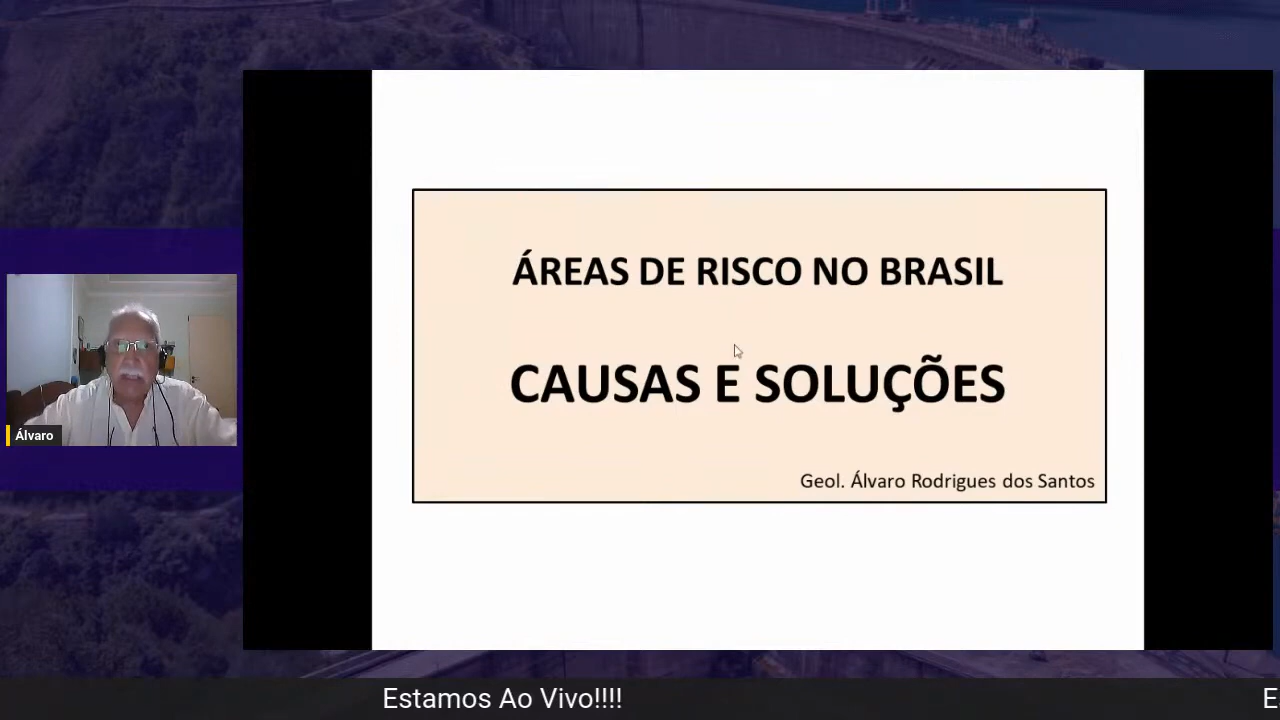 ÁREAS DE RISCO NO BRASIL
CAUSAS E SOLUÇÕES
Geol. Álvaro Rodrigues dos Santos
Álvaro
Estamos Ao Vivo!!!!
E